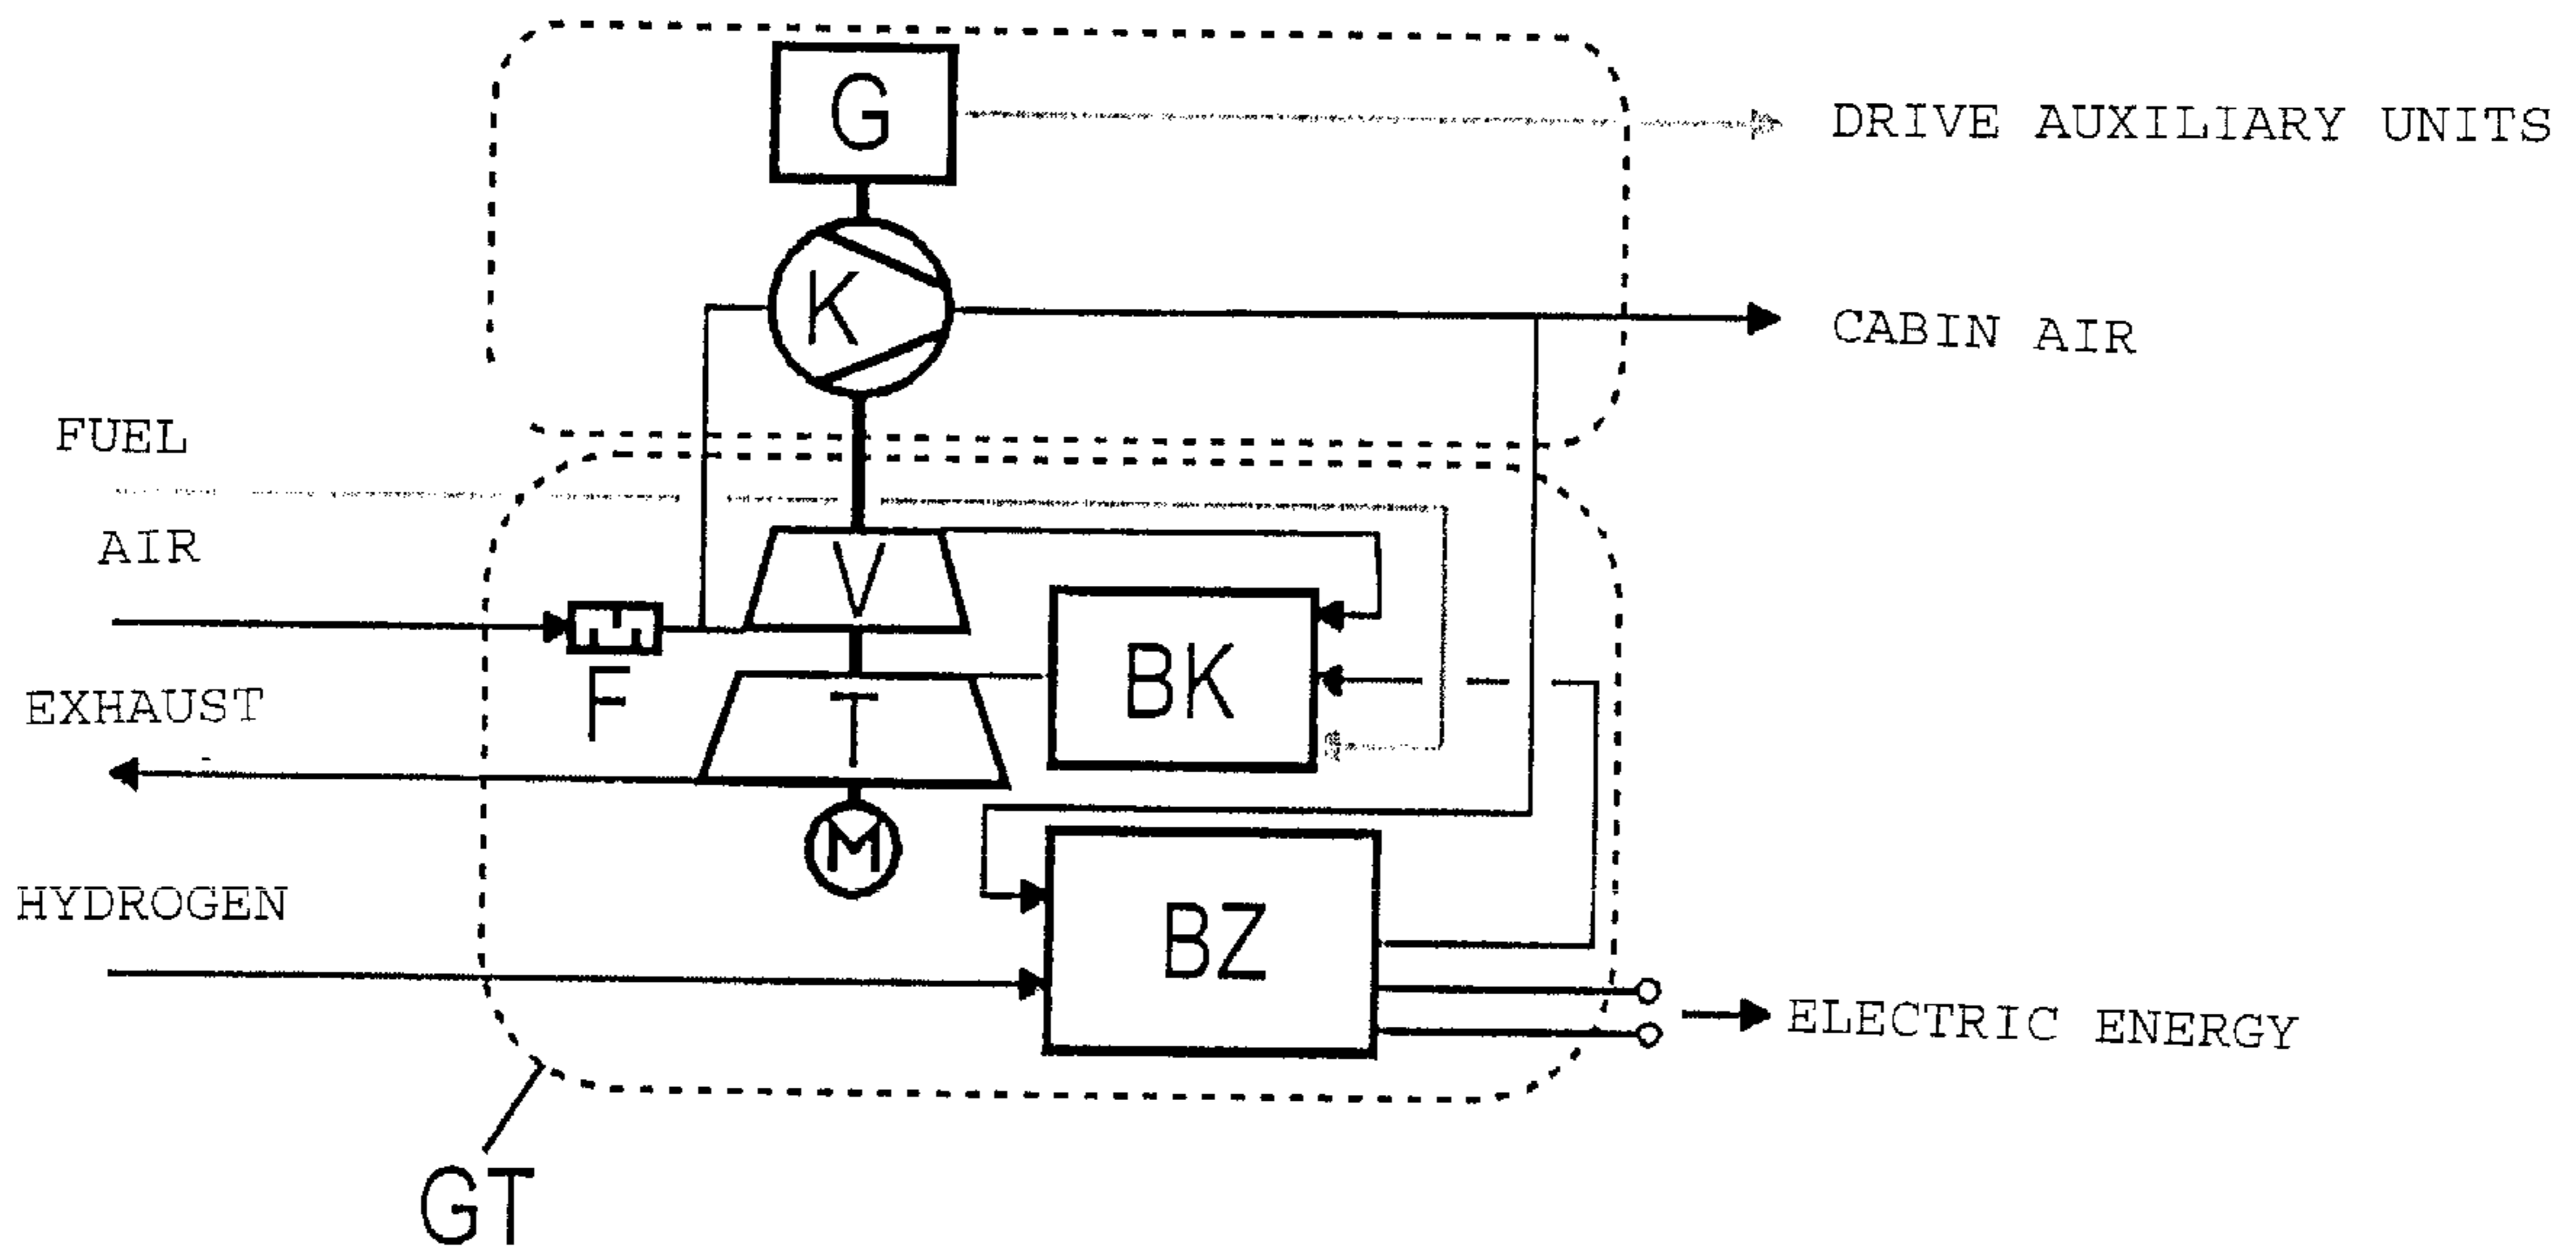 G
DRIVE AUXILIARY UNITS
K
CABIN AIR
FUEL
AIR
V
F
BK
EXHAUST
T
M
HYDROGEN
BZ
ELECTRIC ENERGY
GT